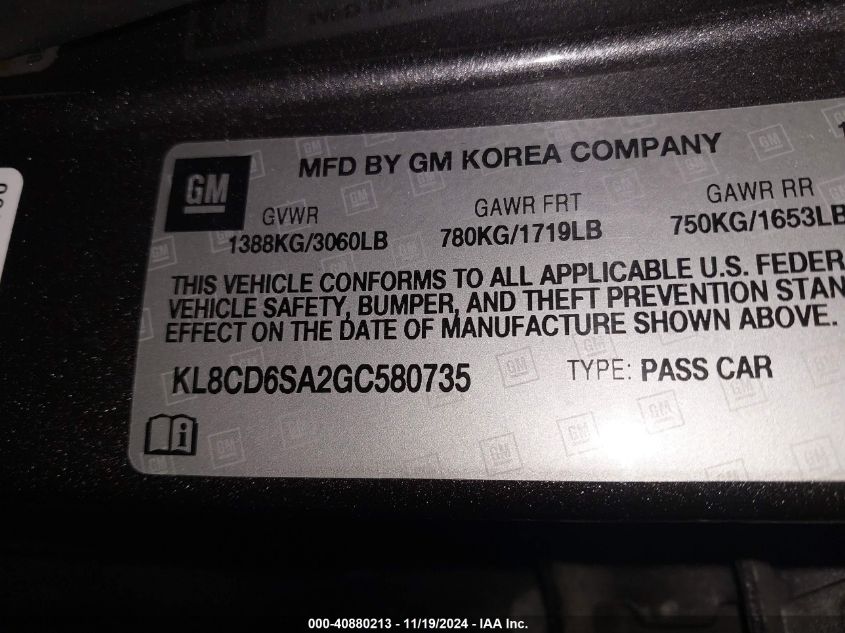 MFD BY GM KOREA COMPANY
GM
GVWR GAWR FRT GAWR RR
1388KG/3060LB 780KG/1719LB 750KG/1653LB
THIS VEHICLE CONFORMS TO ALL APPLICABLE U.S. FEDER
VEHICLE SAFETY, BUMPER, AND THEFT PREVENTION STAN
EFFECT ON THE DATE OF MANUFACTURE SHOWN ABOVE.
KL8CD6SA2GC580735 TYPE: PASS CAR
000-40880213 - 11/19/2024 - IAA Inc.